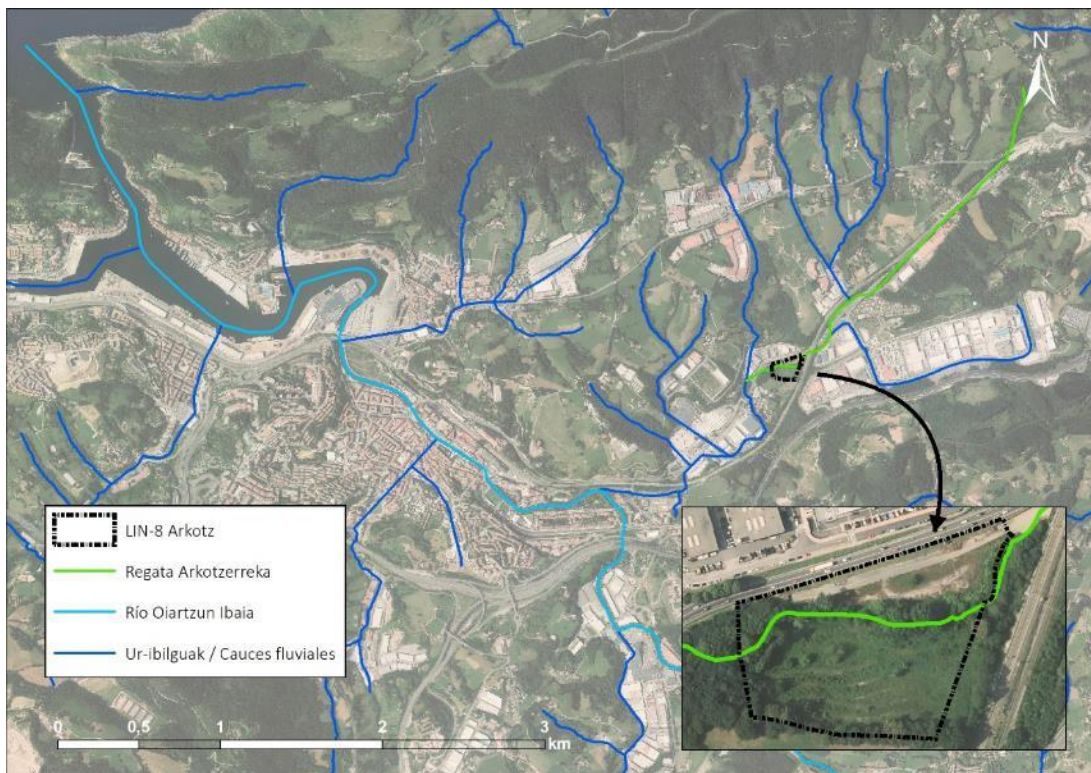 N
LIN-8 Arkotz
Regata Arkotzerreka
Río Oiartzun Ibaia
Ur-ibilguak / Cauces fluviales
0 0,5 1 2 3
km